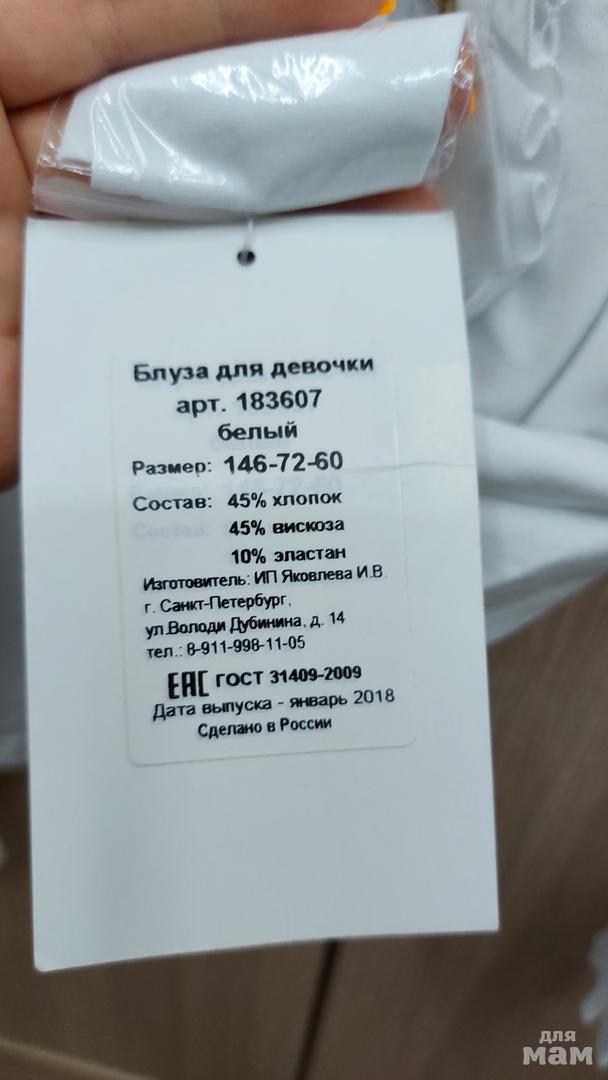 Блуза для девочки
арт. 183607
белый
Размер: 146-72-60
Состав: 45% хлопок
45% вискоза
10% эластан
Изготовитель: ИП Яковлева И.В.
г. Санкт-Петербург,
ул.Володи Дубинина, д. 14
тел.: 8-911-998-11-05
EAC ГОСТ 31409-2009
Дата выпуска - январь 2018
Сделано в России
для
мам